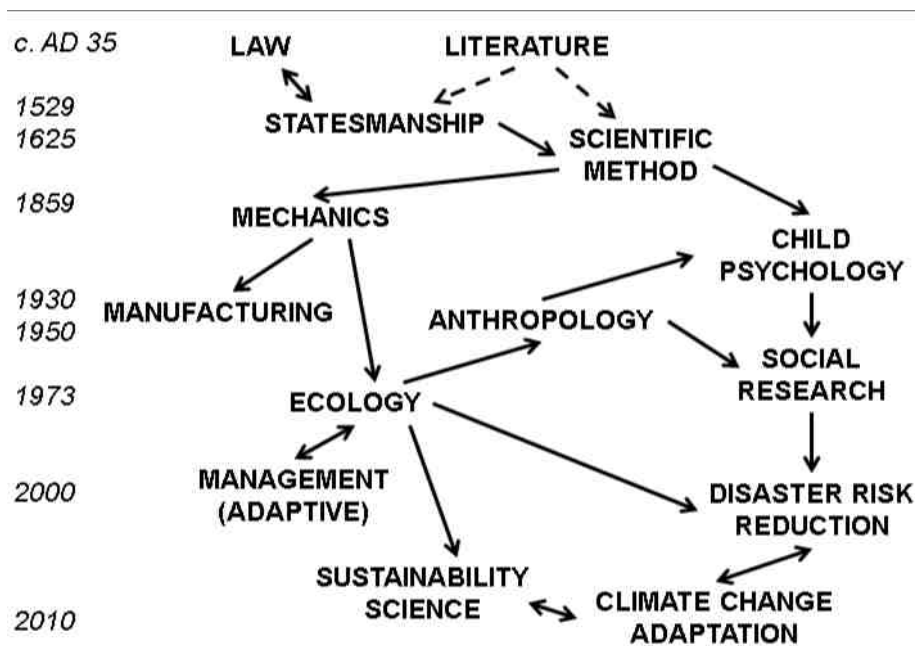 c. AD 35
LAW
LITERATURE
1529
STATESMANSHIP
1625
SCIENTIFIC
METHOD
1859
MECHANICS
CHILD
PSYCHOLOGY
1930
MANUFACTURING
ANTHROPOLOGY
1950
SOCIAL
RESEARCH
1973
ECOLOGY
MANAGEMENT
(ADAPTIVE)
2000
DISASTER RISK
REDUCTION
SUSTAINABILITY
SCIENCE
CLIMATE CHANGE
ADAPTATION
2010